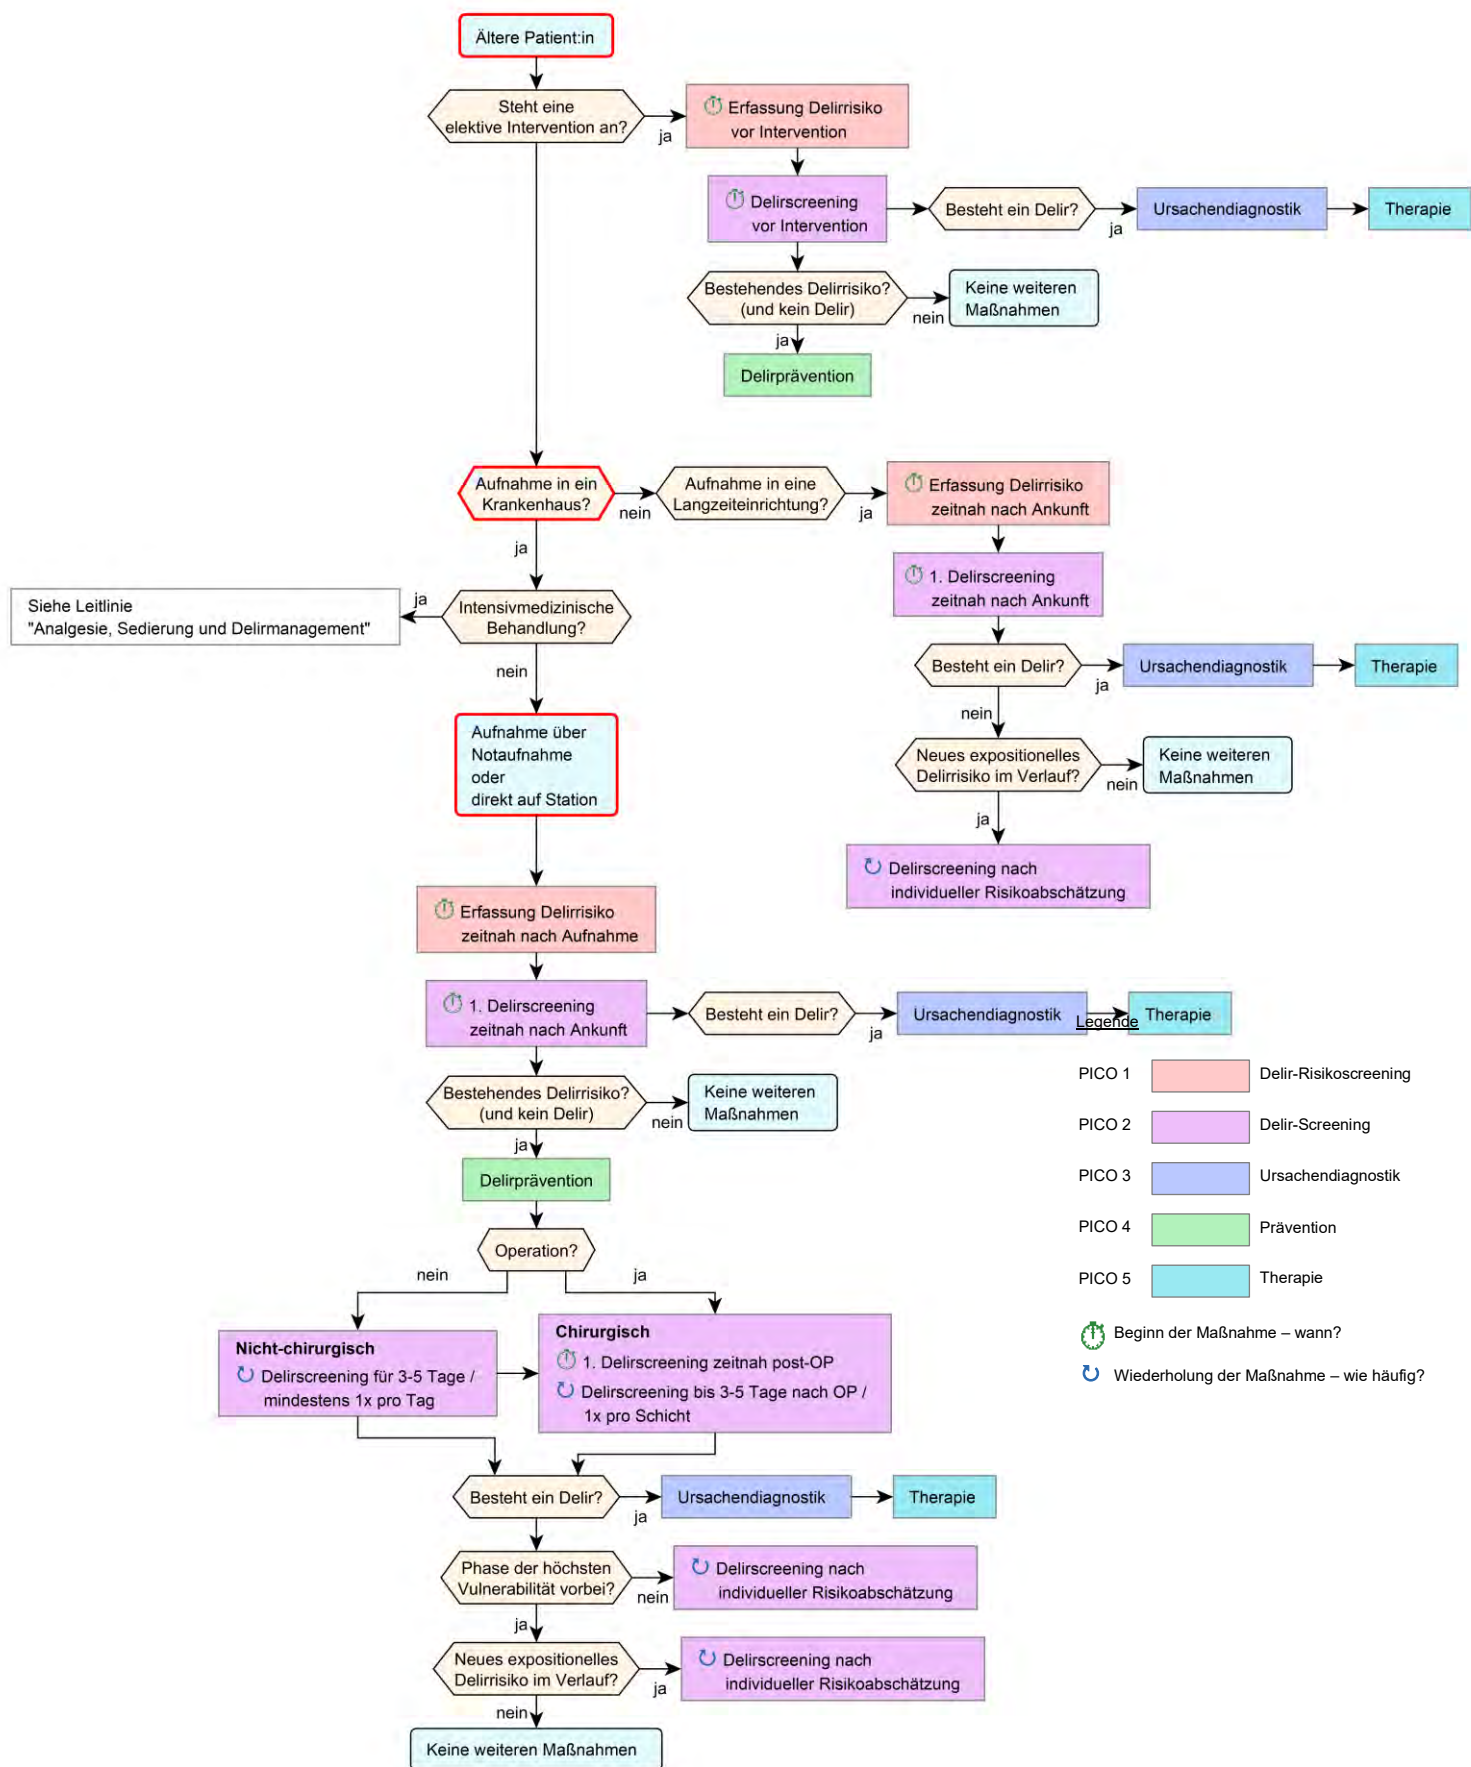 Ältere Patient:in
Steht eine
elektive Intervention an?
ja
Erfassung Delirrisiko
vor Intervention
Delirscreening
vor Intervention
Besteht ein Delir?
ja
Ursachendiagnostik
Therapie
Bestehendes Delirrisiko?
(und kein Delir)
nein
Keine weiteren
Maßnahmen
ja
Delirprävention
Aufnahme in ein
Krankenhaus?
nein
Aufnahme in eine
Langzeiteinrichtung?
ja
Erfassung Delirrisiko
zeitnah nach Ankunft
1. Delirscreening
zeitnah nach Ankunft
Besteht ein Delir?
ja
Ursachendiagnostik
Therapie
nein
Neues expositionelles
Delirrisiko im Verlauf?
nein
Keine weiteren
Maßnahmen
ja
Delirscreening nach
individueller Risikoabschätzung
ja
Intensivmedizinische
Behandlung?
ja
Siehe Leitlinie
"Analgesie, Sedierung und Delirmanagement"
nein
Aufnahme über
Notaufnahme
oder
direkt auf Station
Erfassung Delirrisiko
zeitnah nach Aufnahme
1. Delirscreening
zeitnah nach Ankunft
Besteht ein Delir?
ja
Ursachendiagnostik
Therapie
Bestehendes Delirrisiko?
(und kein Delir)
nein
Keine weiteren
Maßnahmen
ja
Delirprävention
Operation?
nein
ja
Nicht-chirurgisch
Delirscreening für 3-5 Tage /
mindestens 1x pro Tag
Chirurgisch
1. Delirscreening zeitnah post-OP
Delirscreening bis 3-5 Tage nach OP /
1x pro Schicht
Besteht ein Delir?
ja
Ursachendiagnostik
Therapie
Phase der höchsten
Vulnerabilität vorbei?
nein
Delirscreening nach
individueller Risikoabschätzung
ja
Neues expositionelles
Delirrisiko im Verlauf?
ja
Delirscreening nach
individueller Risikoabschätzung
nein
Keine weiteren Maßnahmen
Legende
PICO 1 Delir-Risikoscreening
PICO 2 Delir-Screening
PICO 3 Ursachendiagnostik
PICO 4 Prävention
PICO 5 Therapie
Beginn der Maßnahme – wann?
Wiederholung der Maßnahme – wie häufig?